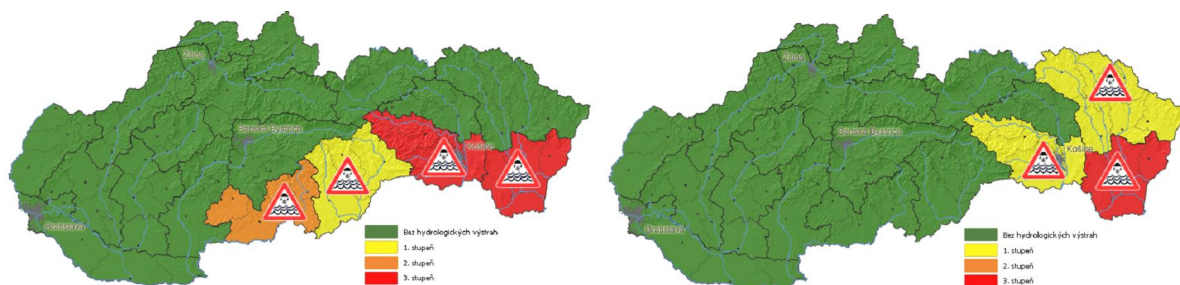 Žilina
Banská Bystrica
Košice
Bratislava
Bez hydrologických výstrah
1. stupeň
2. stupeň
3. stupeň
Žilina
Banská Bystrica
Košice
Bratislava
Bez hydrologických výstrah
1. stupeň
2. stupeň
3. stupeň